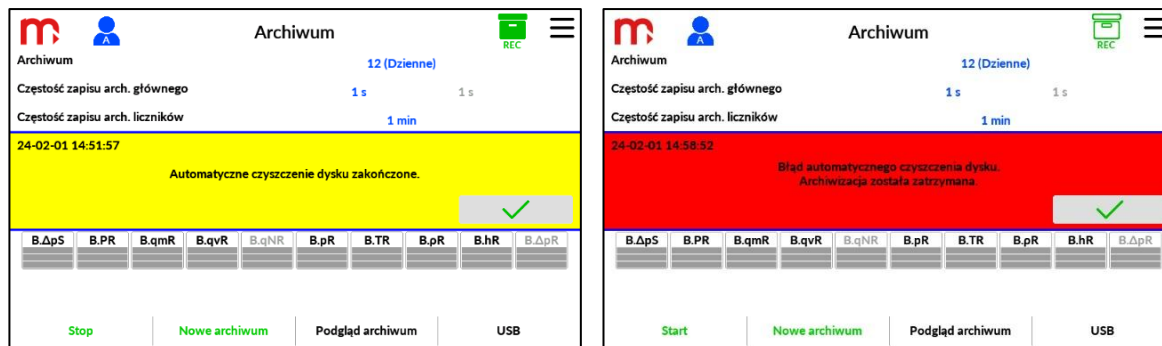 m
A
Archiwum
REC
Archiwum
12 (Dzienne)
Częstość zapisu arch. głównego
1 s
1 s
Częstość zapisu arch. liczników
1 min
24-02-01 14:51:57
Automatyczne czyszczenie dysku zakończone.
B.ΔpS B.PR B.qmR B.qvR B.qNR B.pR B.TR B.ρR B.hR B.ΔpR
Stop
Nowe archiwum
Podgląd archiwum
USB
m
A
Archiwum
REC
Archiwum
12 (Dzienne)
Częstość zapisu arch. głównego
1 s
1 s
Częstość zapisu arch. liczników
1 min
24-02-01 14:58:52
Błąd automatycznego czyszczenia dysku.
Archiwizacja została zatrzymana.
B.ΔpS B.PR B.qmR B.qvR B.qNR B.pR B.TR B.ρR B.hR B.ΔpR
Start
Nowe archiwum
Podgląd archiwum
USB